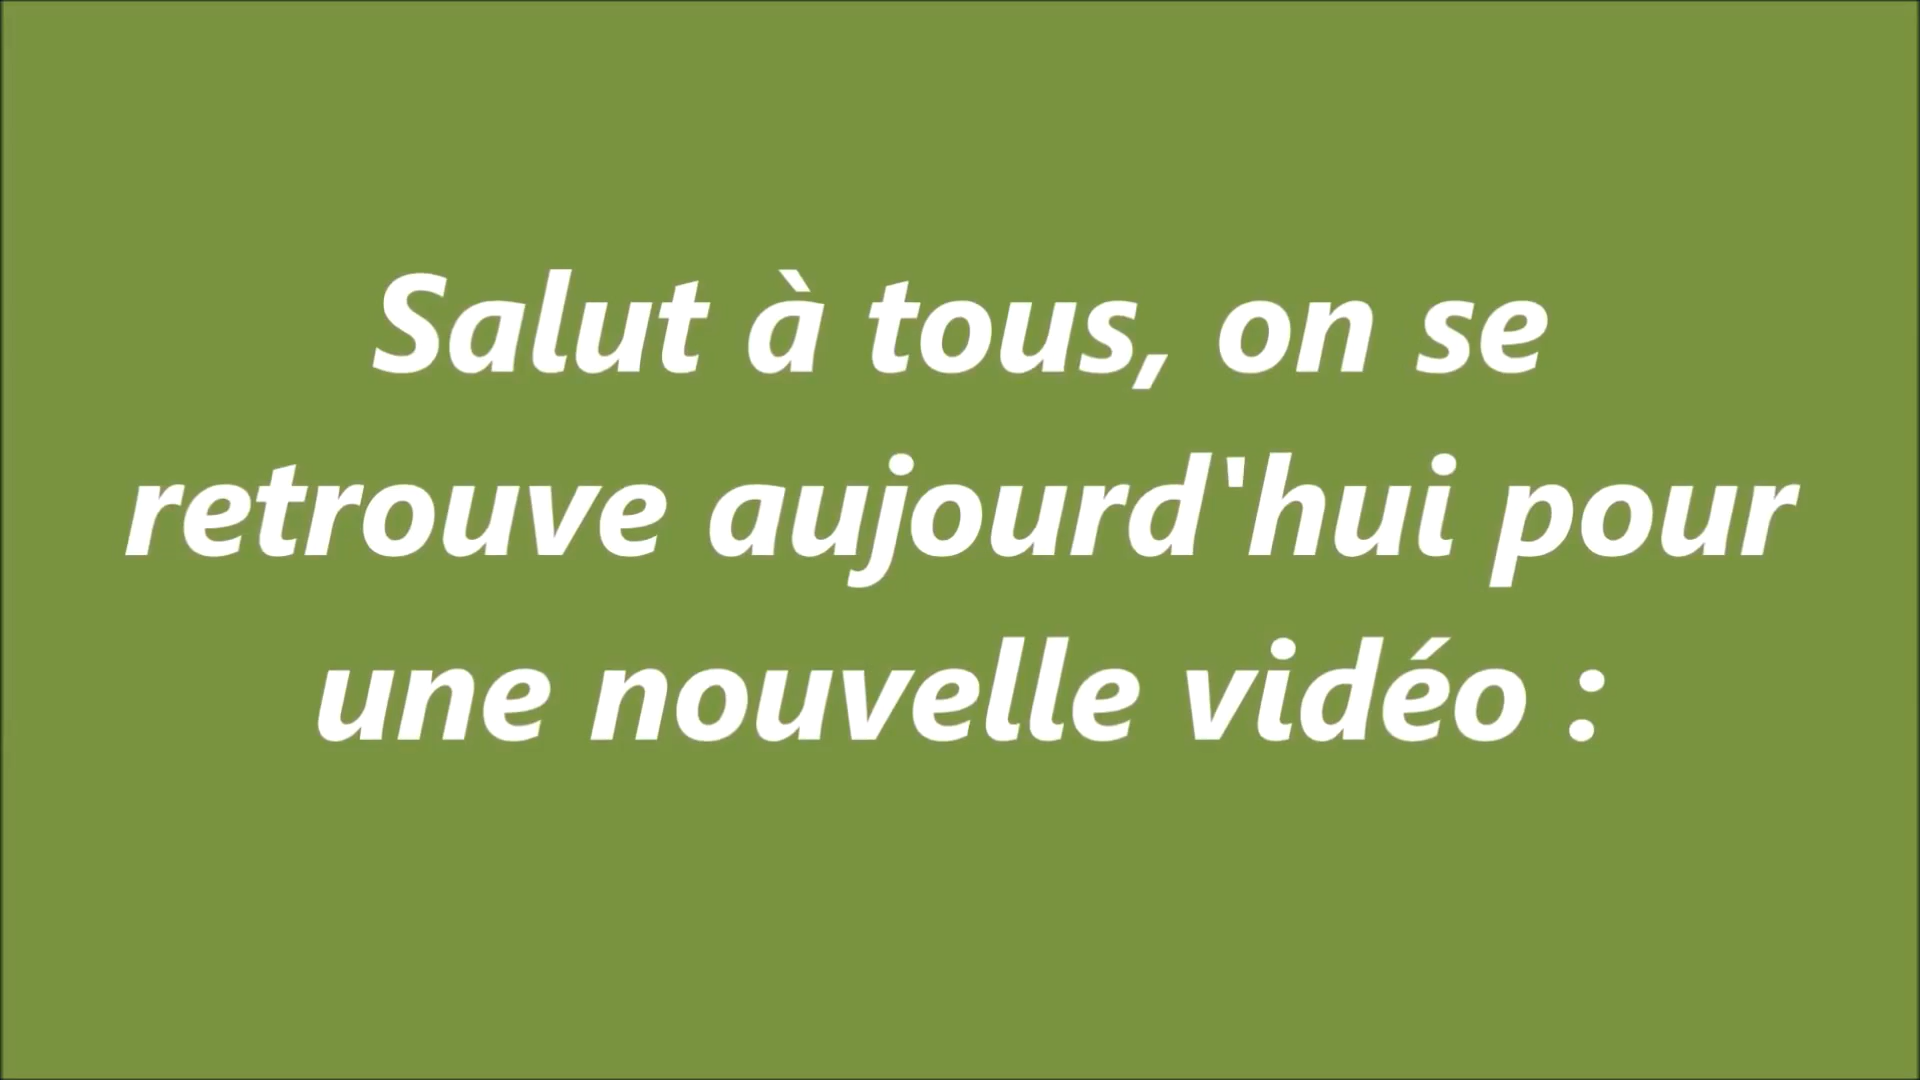 Salut à tous, on se
retrouve aujourd'hui pour
une nouvelle vidéo :